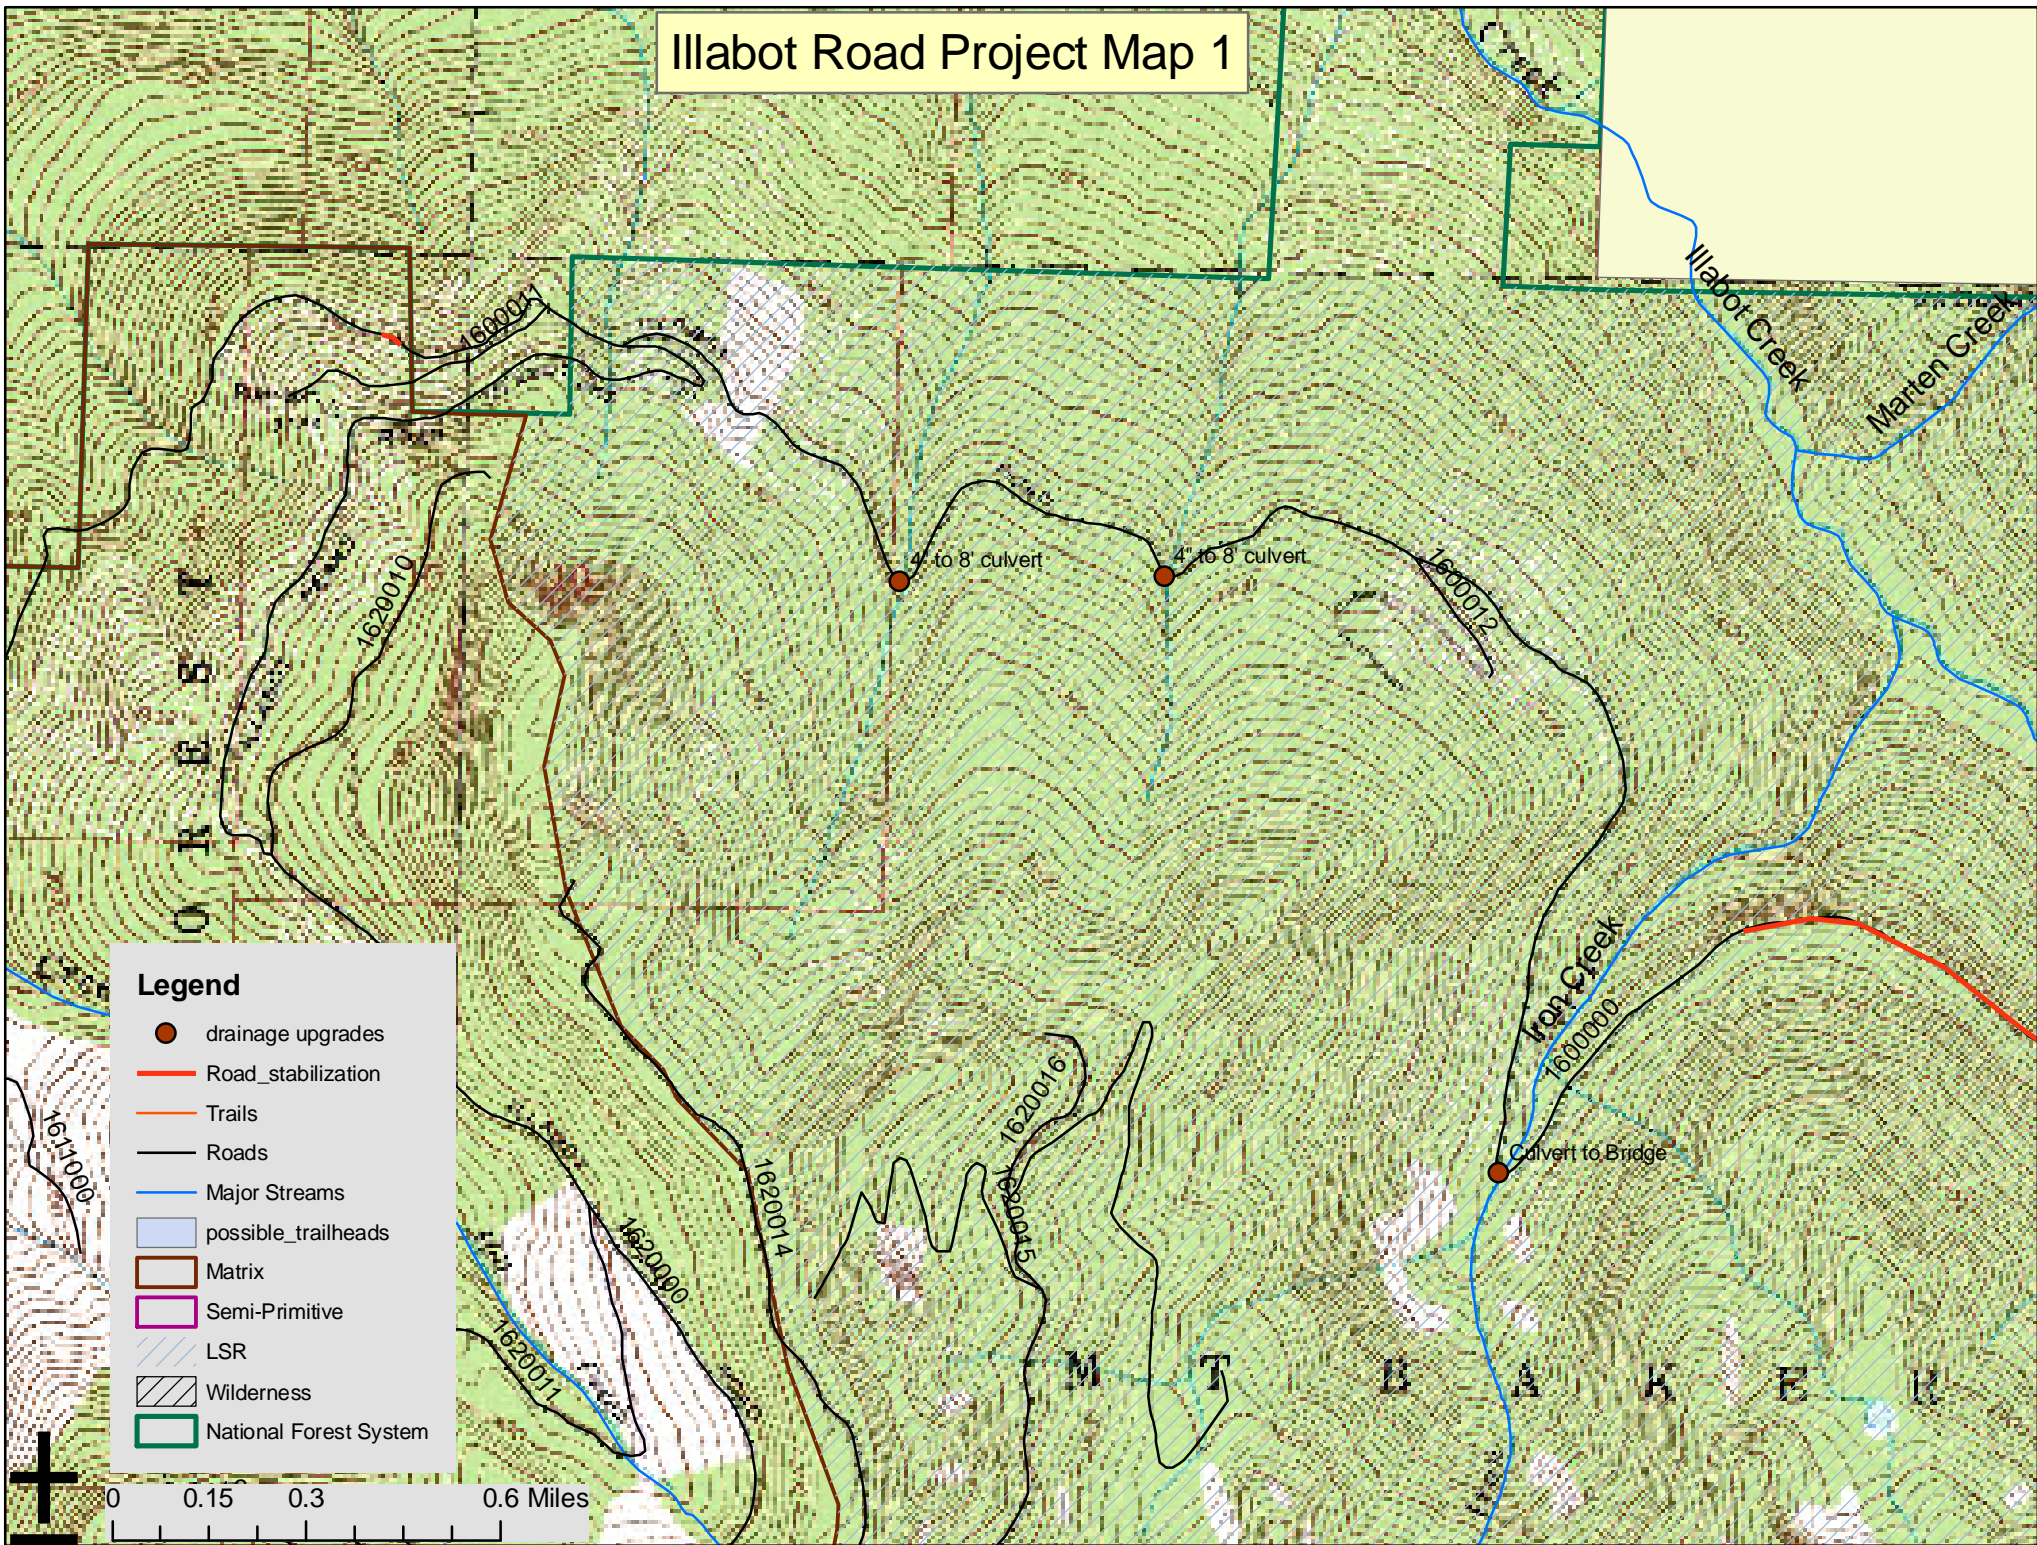 Illabot Road Project Map 1
Creek
Illabot Creek
Marten Creek
1600011
4" to 8' culvert
4" to 8' culvert
1600012
1620010
Iron Creek
1600000
Culvert to Bridge
1620016
1620015
1620014
1620000
1620011
1611000
O R E S T
M T B A K E R
Legend
drainage upgrades
Road_stabilization
Trails
Roads
Major Streams
possible_trailheads
Matrix
Semi-Primitive
LSR
Wilderness
National Forest System
0 0.15 0.3 0.6 Miles